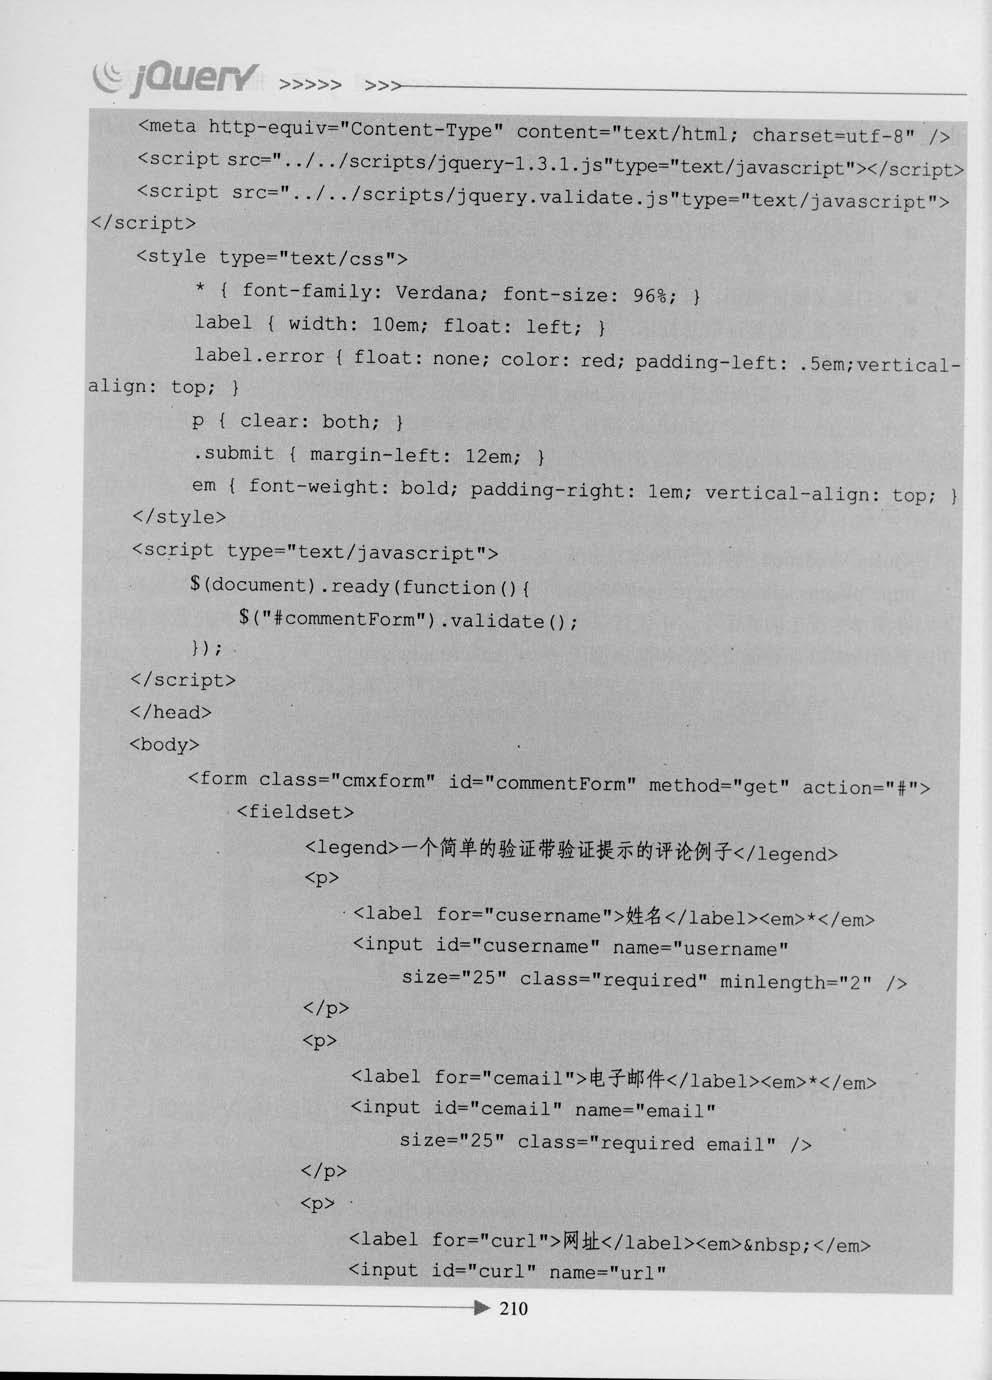 jQuery >>>>> >>>
<meta http-equiv="Content-Type" content="text/html; charset=utf-8" />
<script src="../../scripts/jquery-1.3.1.js"type="text/javascript"></script>
<script src="../../scripts/jquery.validate.js"type="text/javascript">
</script>
<style type="text/css">
* { font-family: Verdana; font-size: 96%; }
label { width: 10em; float: left; }
label.error { float: none; color: red; padding-left: .5em;vertical-
align: top; }
p { clear: both; }
.submit { margin-left: 12em; }
em { font-weight: bold; padding-right: 1em; vertical-align: top; }
</style>
<script type="text/javascript">
$(document).ready(function(){
$("#commentForm").validate();
});
</script>
</head>
<body>
<form class="cmxform" id="commentForm" method="get" action="#">
<fieldset>
<legend>一个简单的验证带验证提示的评论例子</legend>
<p>
<label for="cusername">姓名</label><em>*</em>
<input id="cusername" name="username"
size="25" class="required" minlength="2" />
</p>
<p>
<label for="cemail">电子邮件</label><em>*</em>
<input id="cemail" name="email"
size="25" class="required email" />
</p>
<p>
<label for="curl">网址</label><em>&nbsp;</em>
<input id="curl" name="url"
210